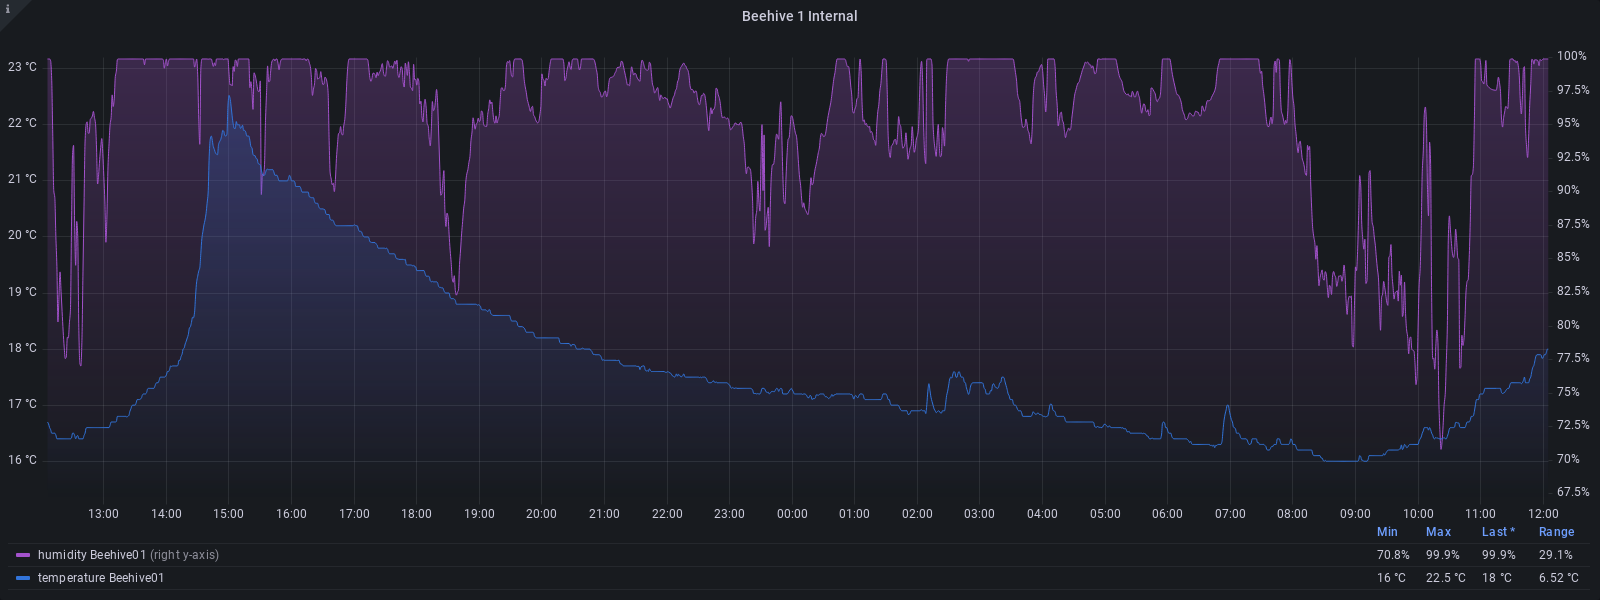 i
Beehive 1 Internal
23 °C
22 °C
21 °C
20 °C
19 °C
18 °C
17 °C
16 °C
100%
97.5%
95%
92.5%
90%
87.5%
85%
82.5%
80%
77.5%
75%
72.5%
70%
67.5%
13:00 14:00 15:00 16:00 17:00 18:00 19:00 20:00 21:00 22:00 23:00 00:00 01:00 02:00 03:00 04:00 05:00 06:00 07:00 08:00 09:00 10:00 11:00 12:00
Min Max Last * Range
humidity Beehive01 (right y-axis) 70.8% 99.9% 99.9% 29.1%
temperature Beehive01 16 °C 22.5 °C 18 °C 6.52 °C